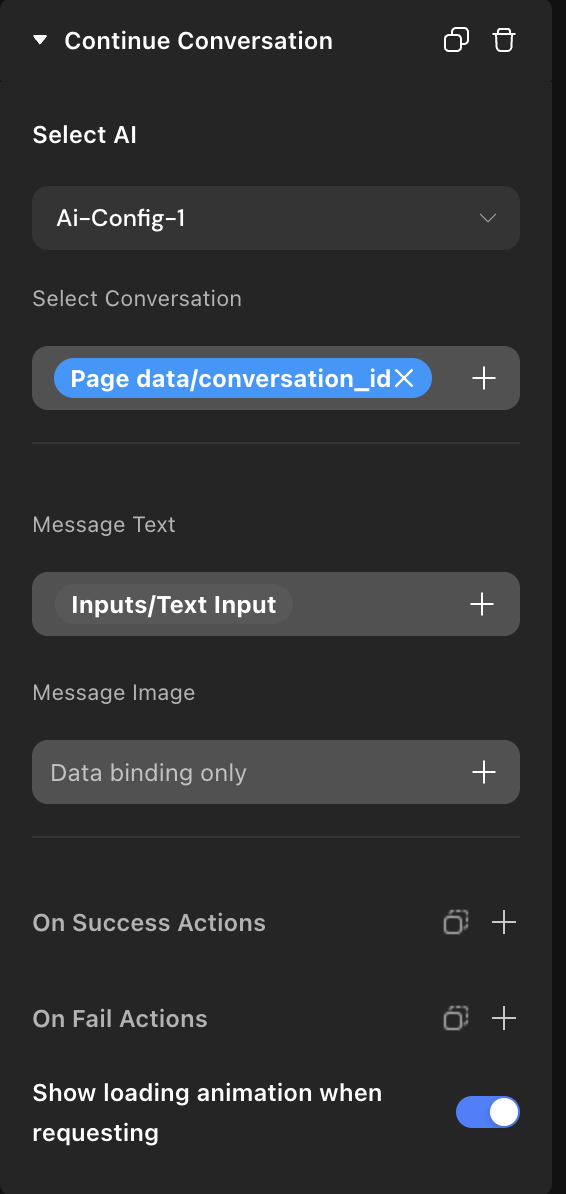 Continue Conversation
Select AI
Ai-Config-1
Select Conversation
Page data/conversation_id
Message Text
Inputs/Text Input
Message Image
Data binding only
On Success Actions
On Fail Actions
Show loading animation when
requesting